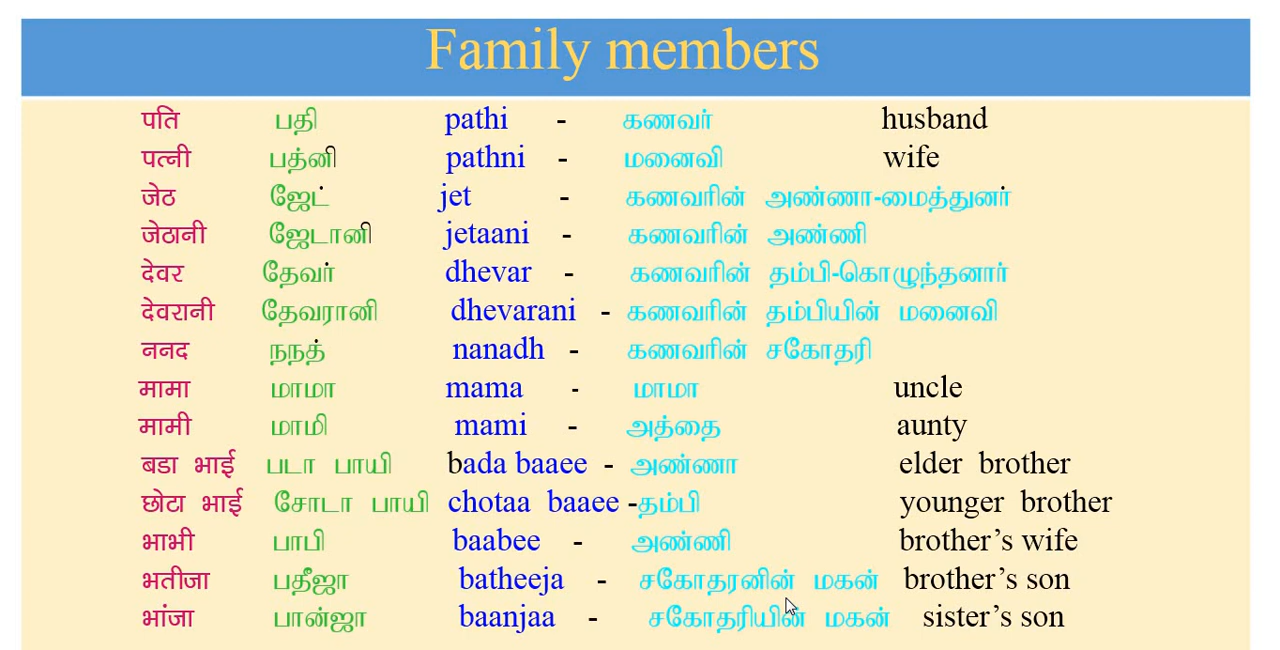 Family members
पति பதி pathi - கணவர் husband
पत्नी பத்னி pathni - மனைவி wife
जेठ ஜேட் jet - கணவரின் அண்ணா-மைத்துனர்
जेठानी ஜேடானி jetaani - கணவரின் அண்ணி
देवर தேவர் dhevar - கணவரின் தம்பி-கொழுந்தனார்
देवरानी தேவரானி dhevarani - கணவரின் தம்பியின் மனைவி
ननद நநத் nanadh - கணவரின் சகோதரி
मामा மாமா mama - மாமா uncle
मामी மாமி mami - அத்தை aunty
बडा भाई படா பாயி bada baaee - அண்ணா elder brother
छोटा भाई சோடா பாயி chotaa baaee -தம்பி younger brother
भाभी பாபி baabee - அண்ணி brother’s wife
भतीजा பதீஜா batheeja - சகோதரனின் மகன் brother’s son
भांजा பான்ஜா baanjaa - சகோதரியின் மகன் sister’s son